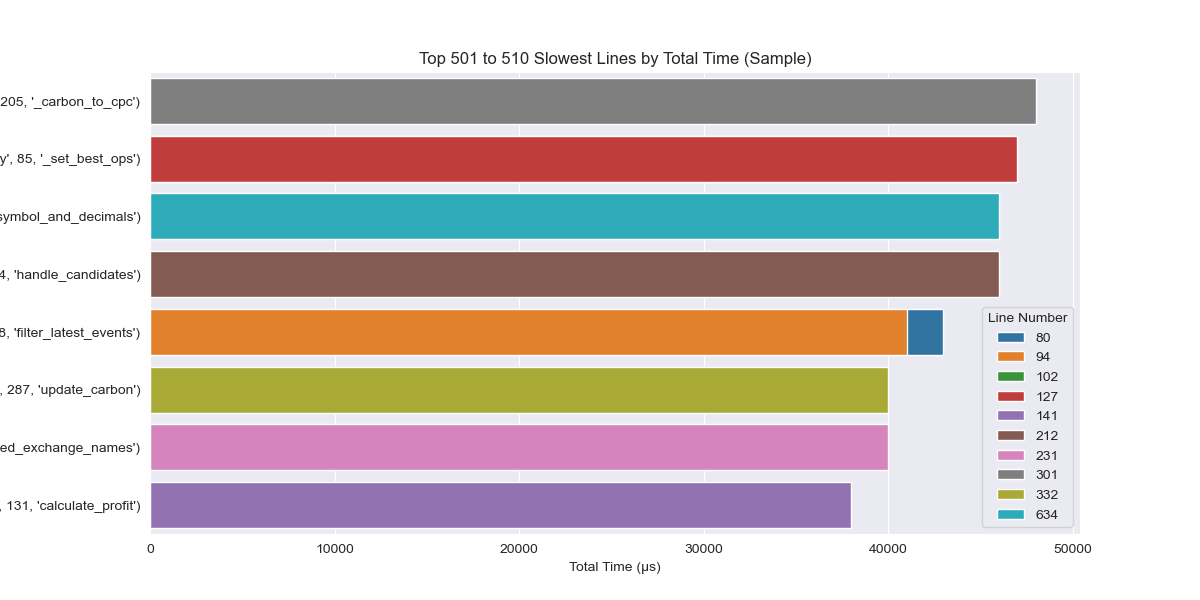 Top 501 to 510 Slowest Lines by Total Time (Sample)
205, '_carbon_to_cpc')
y', 85, '_set_best_ops')
symbol_and_decimals')
4, 'handle_candidates')
8, 'filter_latest_events')
, 287, 'update_carbon')
ed_exchange_names')
, 131, 'calculate_profit')
Line Number
80
94
102
127
141
212
231
301
332
634
0 10000 20000 30000 40000 50000
Total Time (μs)